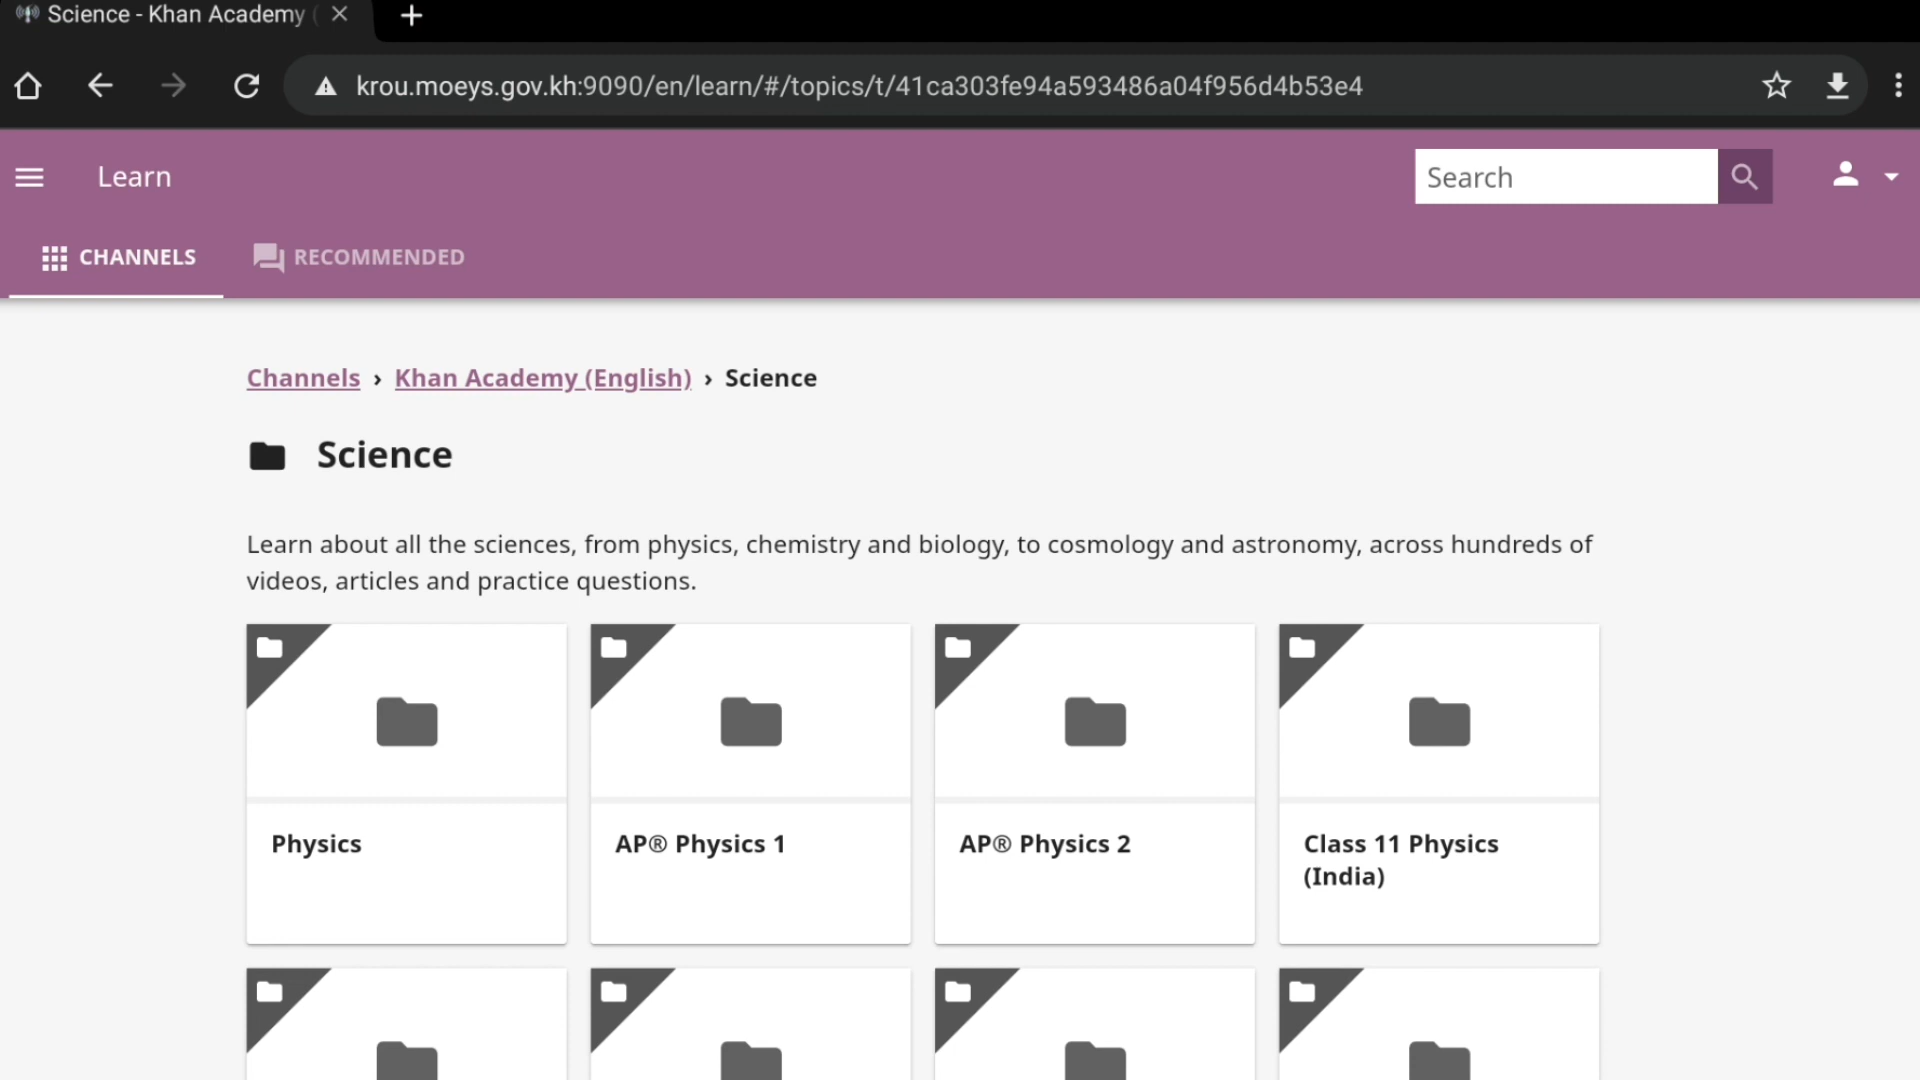 Science - Khan Academy (
krou.moeys.gov.kh:9090/en/learn/#/topics/t/41ca303fe94a593486a04f956d4b53e4
Learn
Search
CHANNELS
RECOMMENDED
Channels › Khan Academy (English) › Science
Science
Learn about all the sciences, from physics, chemistry and biology, to cosmology and astronomy, across hundreds of
videos, articles and practice questions.
Physics
AP® Physics 1
AP® Physics 2
Class 11 Physics
(India)